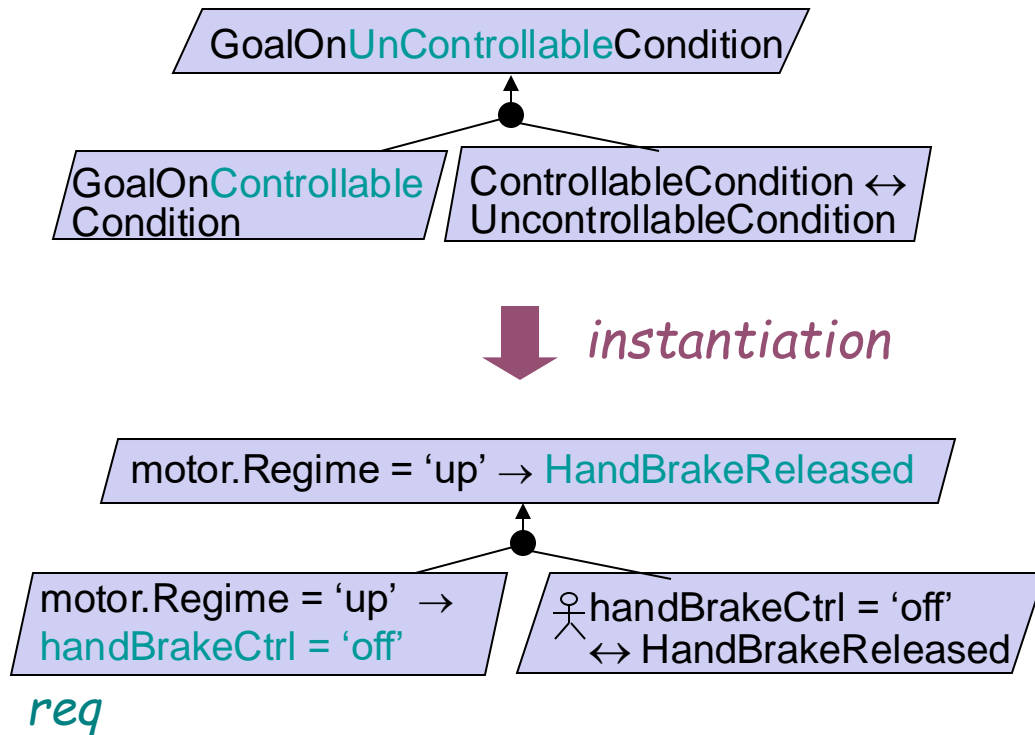 GoalOnUnControllableCondition
GoalOnControllable
Condition
ControllableCondition ↔
UncontrollableCondition
instantiation
motor.Regime = ‘up’ → HandBrakeReleased
motor.Regime = ‘up’ →
handBrakeCtrl = ‘off’
handBrakeCtrl = ‘off’
↔ HandBrakeReleased
req